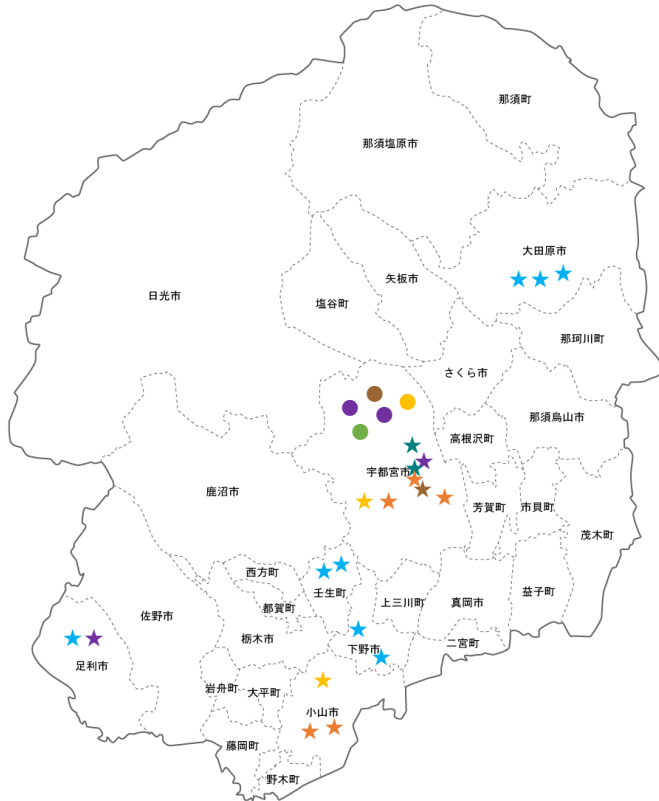 那須町
那須塩原市
大田原市
矢板市
日光市
塩谷町
那珂川町
さくら市
那須烏山市
高根沢町
宇都宮市
鹿沼市
芳賀町
市貝町
茂木町
西方町
壬生町
上三川町
真岡市
益子町
都賀町
佐野市
栃木市
下野市
二宮町
足利市
岩舟町
大平町
小山市
藤岡町
野木町